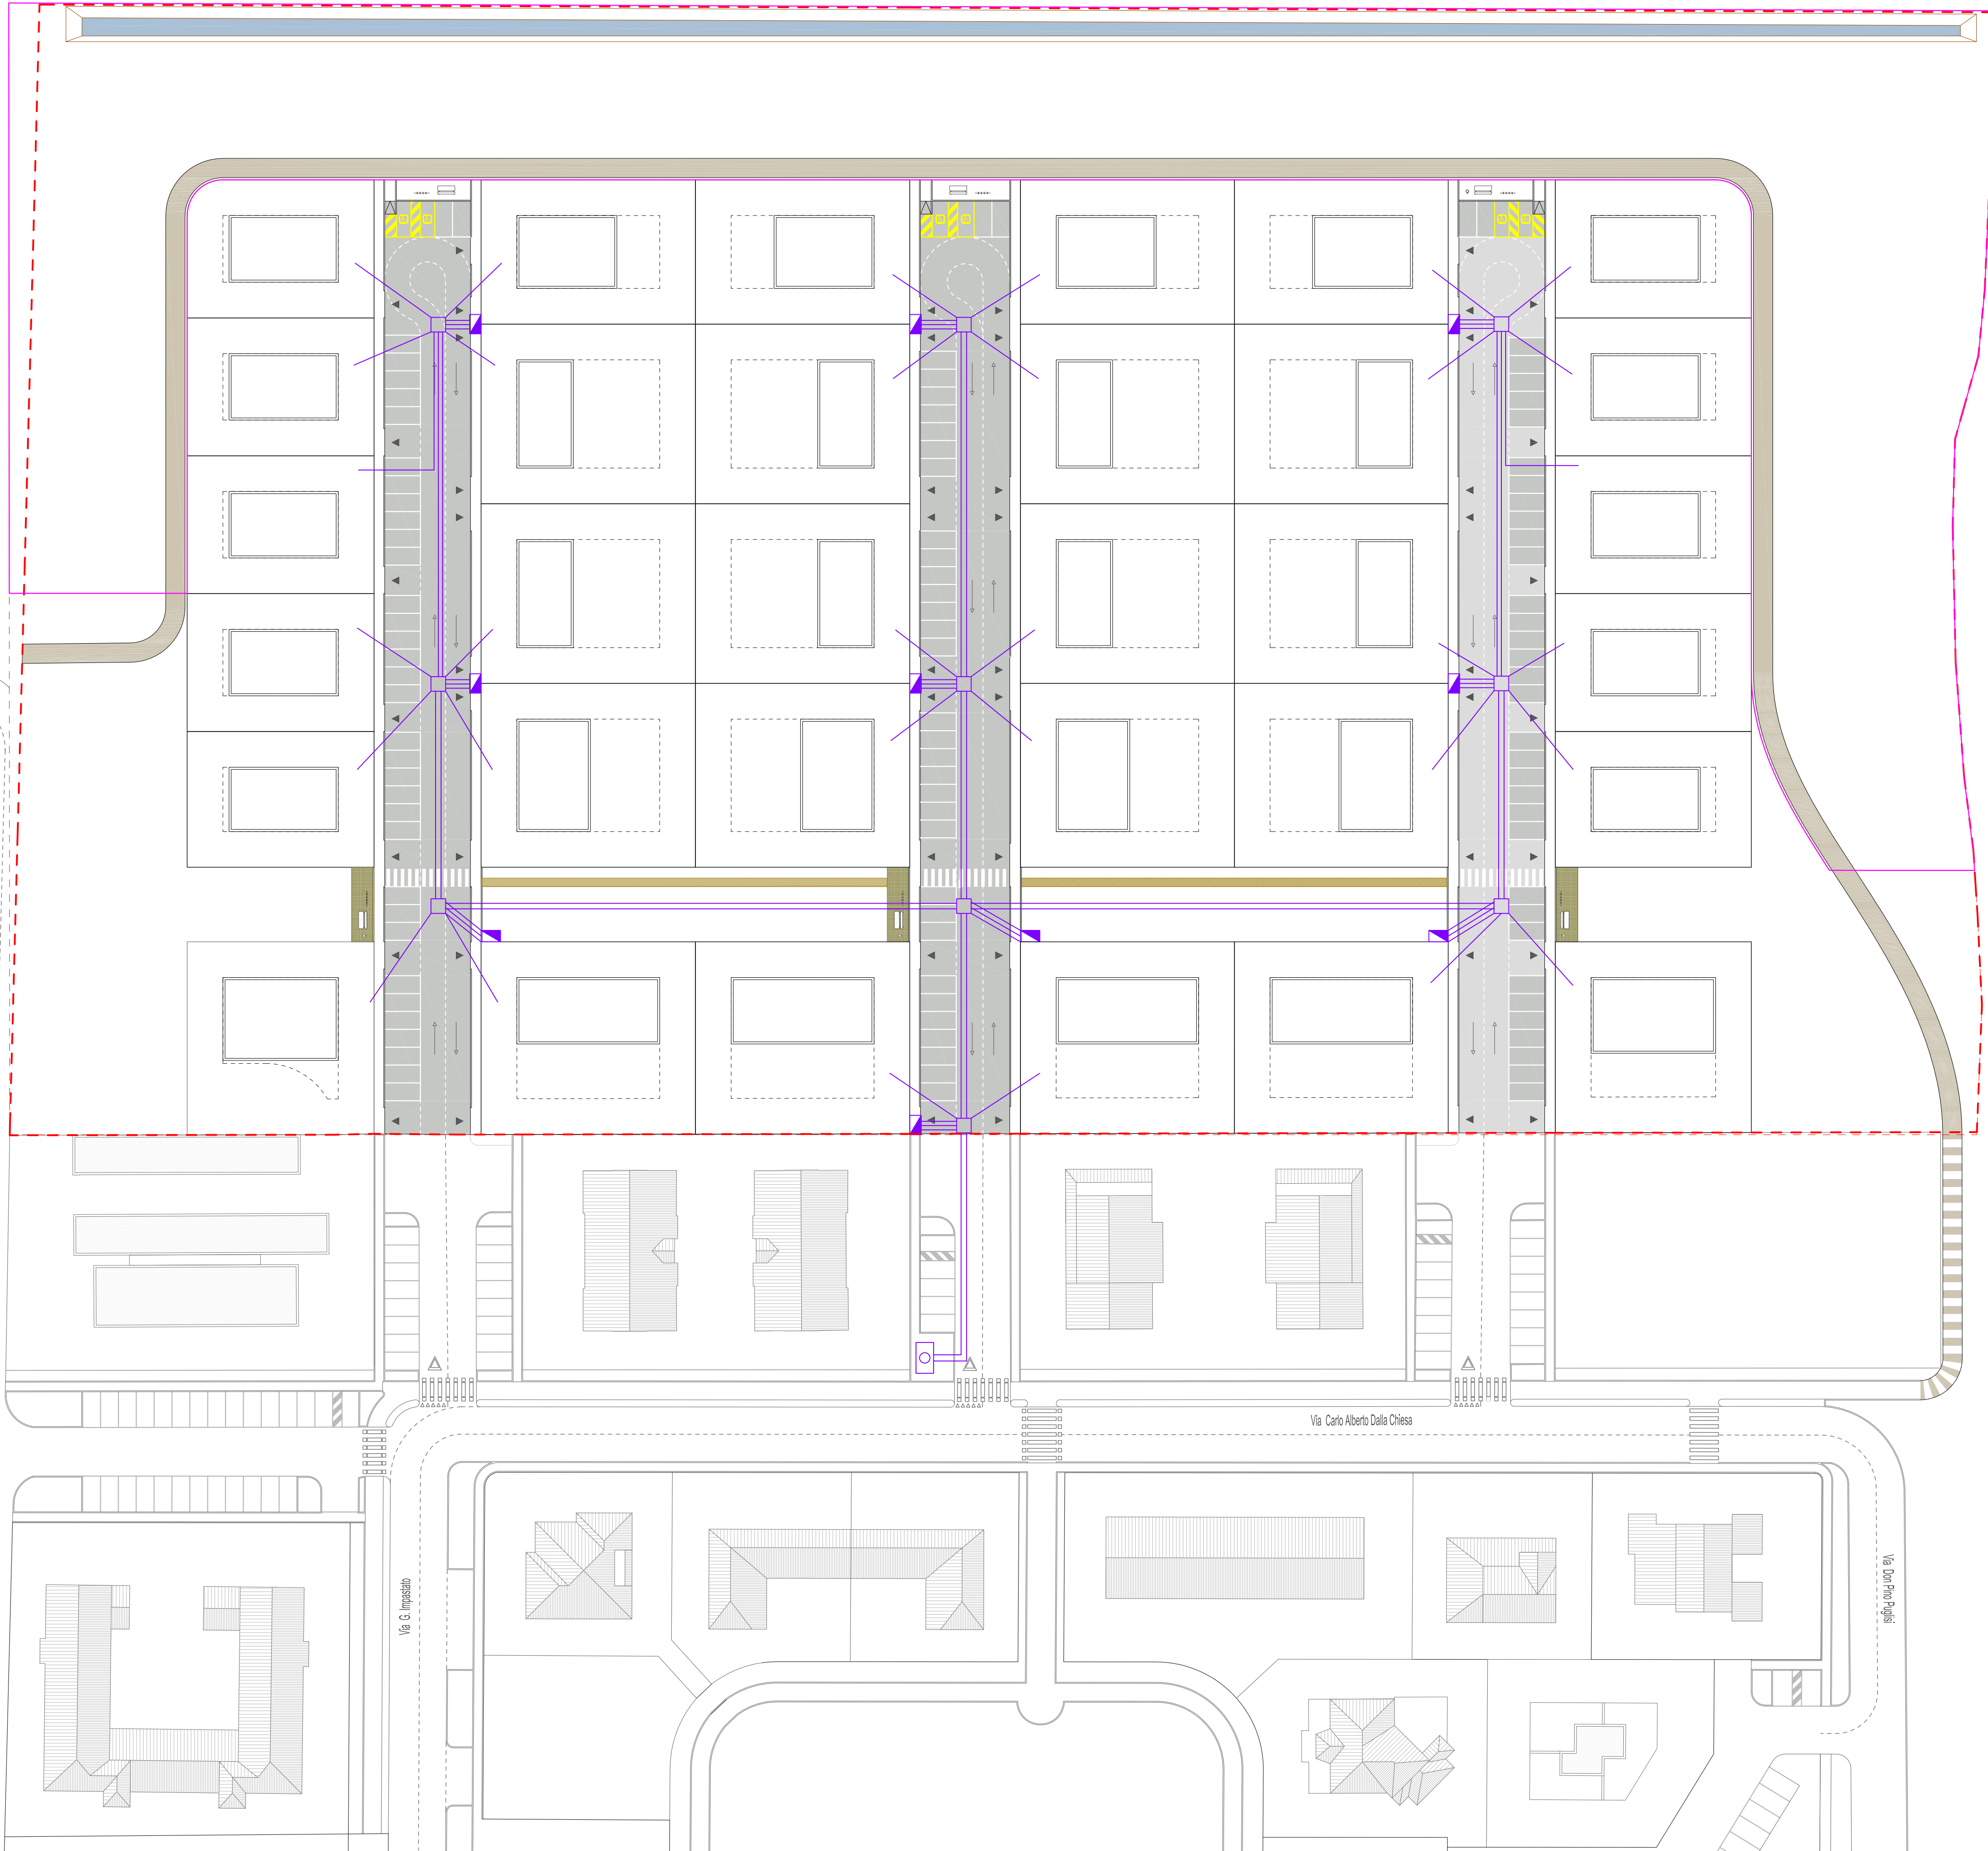 Via Carlo Alberto Dalla Chiesa
Via G. Impastato
Via Don Pino Puglisi